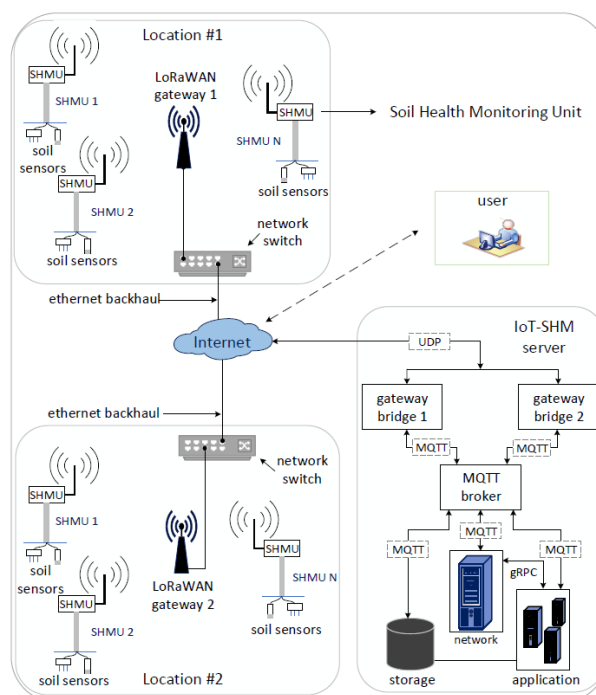 Location #1
SHMU
SHMU 1
soil
sensors
LoRaWAN
gateway 1
SHMU
SHMU N
soil sensors
Soil Health Monitoring Unit
SHMU
SHMU 2
soil sensors
user
network
switch
ethernet backhaul
Internet
UDP
IoT-SHM
server
gateway
bridge 1
gateway
bridge 2
ethernet backhaul
MQTT
MQTT
network
switch
MQTT
broker
SHMU
SHMU 1
soil
sensors
SHMU
SHMU 2
soil sensors
LoRaWAN
gateway 2
SHMU
SHMU N
soil sensors
MQTT
MQTT
MQTT
gRPC
network
storage
application
Location #2